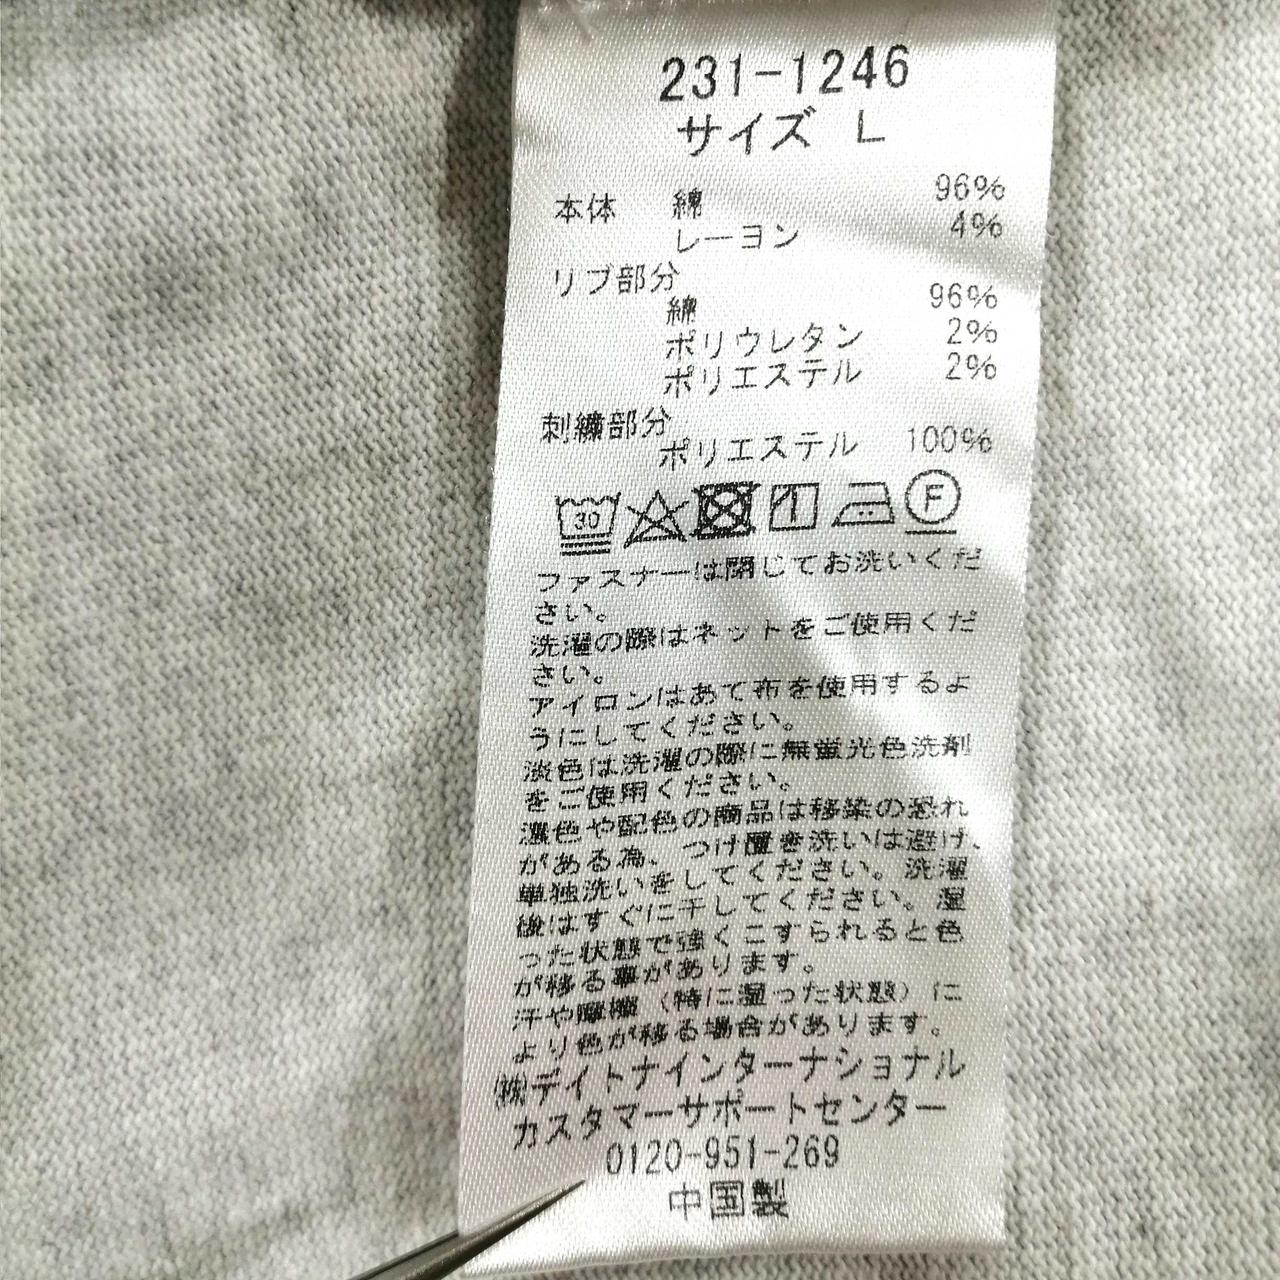 231-1246
サイズ L
本体 綿 96%
レーヨン 4%
リブ部分
綿 96%
ポリウレタン 2%
ポリエステル 2%
刺繍部分
ポリエステル 100%
30 F
ファスナーは閉じてお洗いくだ
さい。
洗濯の際はネットをご使用くだ
さい。
アイロンはあて布を使用するよ
うにしてください。
淡色は洗濯の際に無蛍光色洗剤
をご使用ください。
濃色や配色の商品は移染の恐れ
がある為、つけ置き洗いは避け、
単独洗いをしてください。洗濯
後はすぐに干してください。湿
った状態で強くこすられると色
が移る事があります。
汗や摩擦（特に湿った状態）に
より色が移る場合があります。
㈱デイトナインターナショナル
カスタマーサポートセンター
0120-951-269
中国製